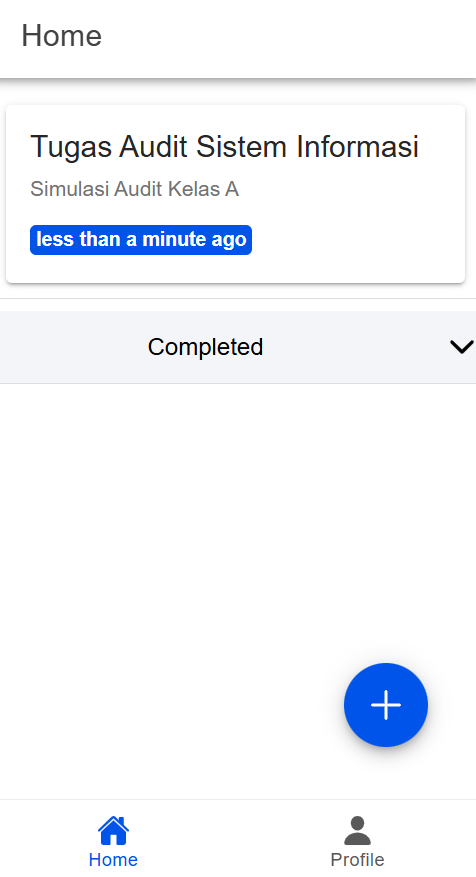 Home
Tugas Audit Sistem Informasi
Simulasi Audit Kelas A
less than a minute ago
Completed
Home
Profile